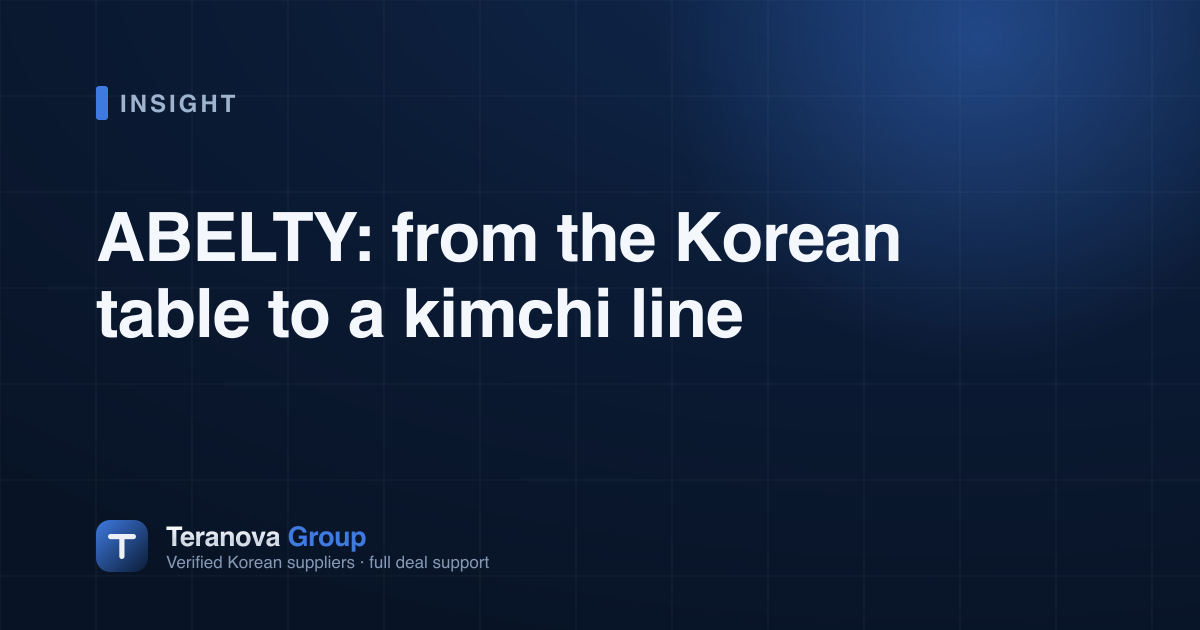 INSIGHT
ABELTY: from the Korean
table to a kimchi line
T
Teranova Group
Verified Korean suppliers · full deal support